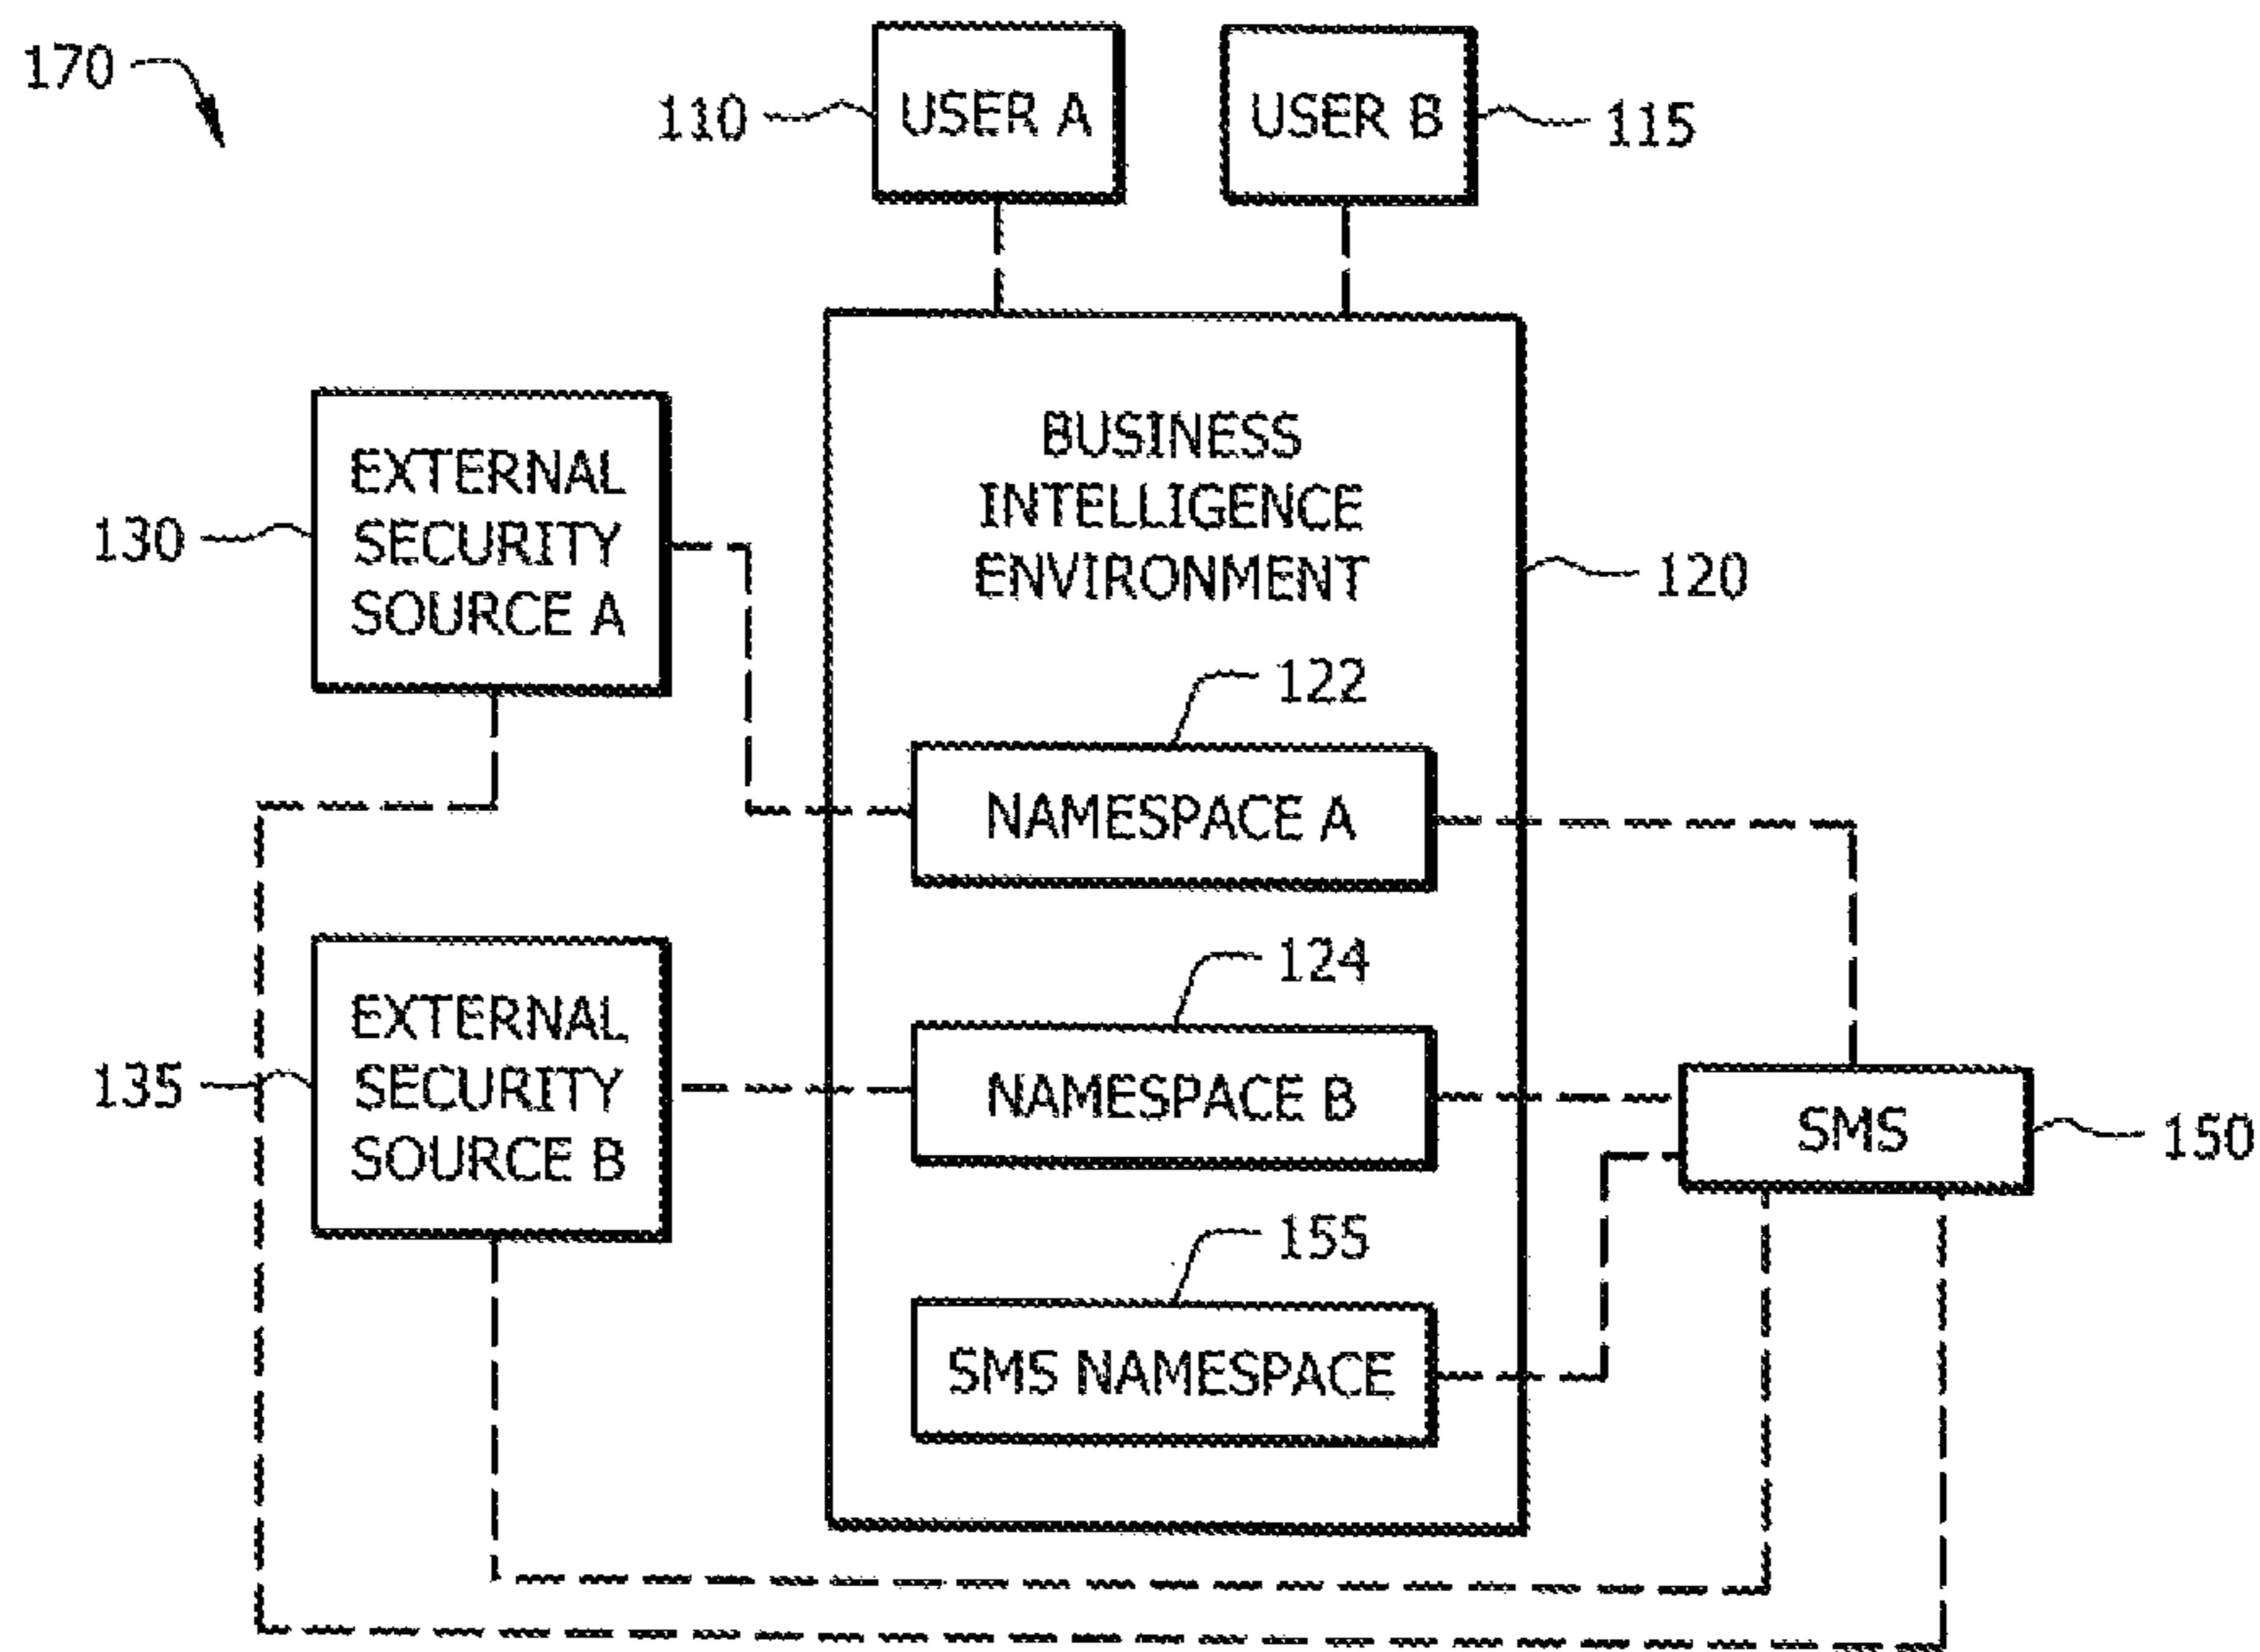 170
110
USER A
USER B
115
EXTERNAL
SECURITY
SOURCE A
130
BUSINESS
INTELLIGENCE
ENVIRONMENT
120
122
NAMESPACE A
124
NAMESPACE B
EXTERNAL
SECURITY
SOURCE B
135
SMS
150
155
SMS NAMESPACE